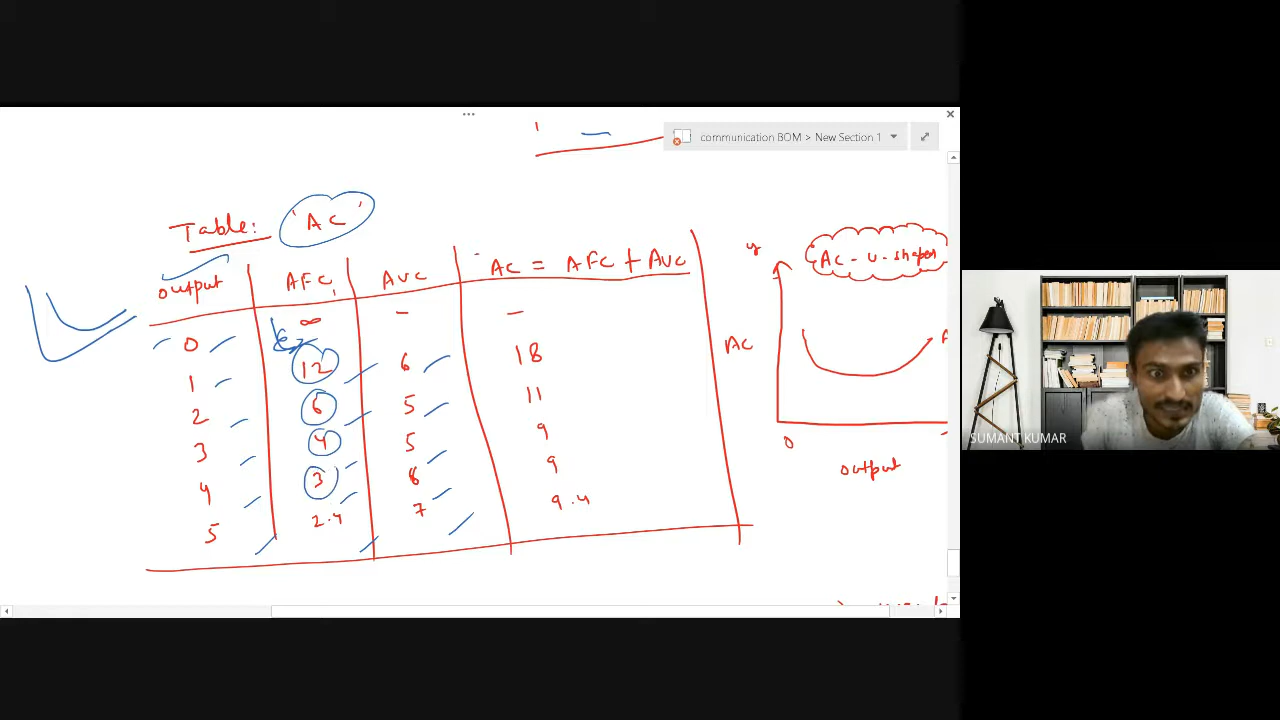 communication BOM > New Section 1
Table: 'AC'
output AFC AVC AC = AFC + AVC
0 ∞ - -
1 12 6 18
2 6 5 11
3 4 5 9
4 3 6 9
5 2.4 7 9.4
y
AC - U - shaped
AC
A
0
output
SUMANT KUMAR